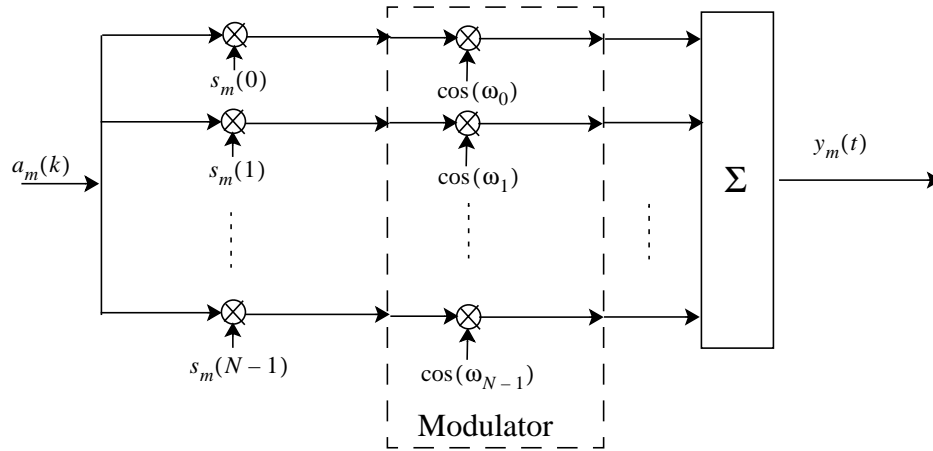 s_m(0)
cos(ω_0)
s_m(1)
cos(ω_1)
a_m(k)
Σ
y_m(t)
s_m(N – 1)
cos(ω_{N – 1})
Modulator